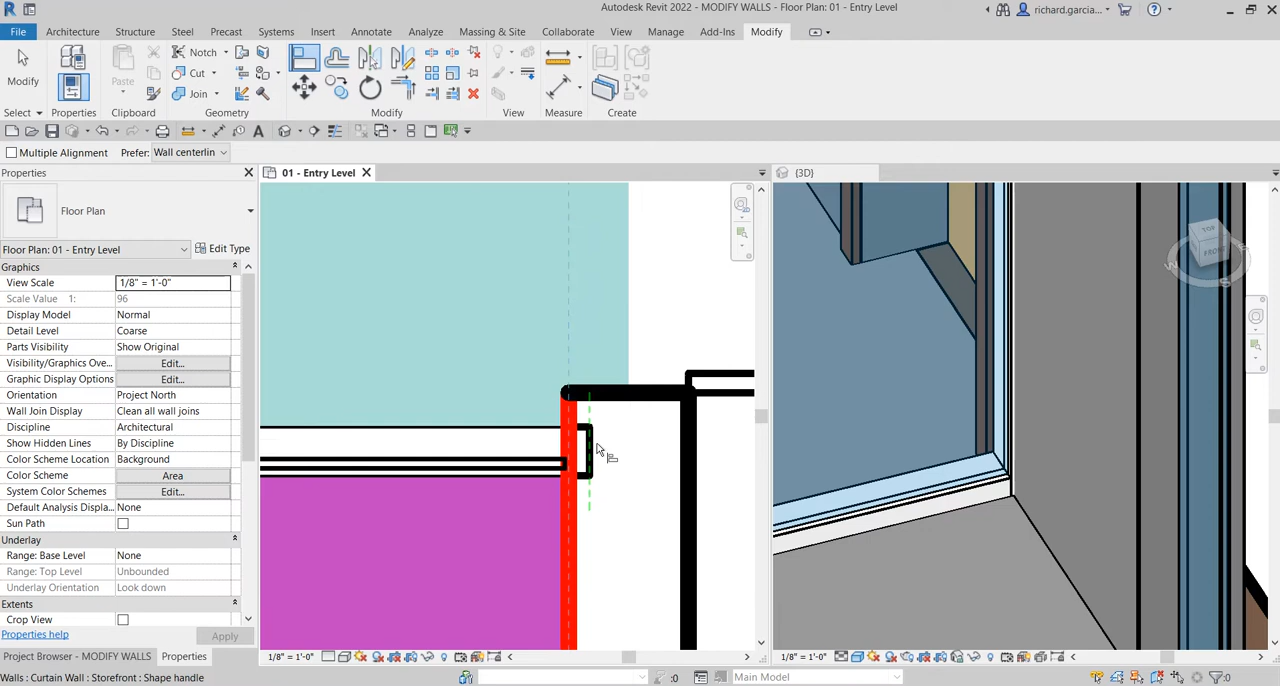 Autodesk Revit 2022 - MODIFY WALLS - Floor Plan: 01 - Entry Level
richard.garcia...
File Architecture Structure Steel Precast Systems Insert Annotate Analyze Massing & Site Collaborate View Manage Add-Ins Modify
Modify
Paste
Notch
Cut
Join
Select Properties Clipboard Geometry Modify View Measure Create
Multiple Alignment Prefer: Wall centerlin
Properties
01 - Entry Level
{3D}
Floor Plan
Floor Plan: 01 - Entry Level Edit Type
Graphics
View Scale 1/8" = 1'-0"
Scale Value 1: 96
Display Model Normal
Detail Level Coarse
Parts Visibility Show Original
Visibility/Graphics Ove... Edit...
Graphic Display Options Edit...
Orientation Project North
Wall Join Display Clean all wall joins
Discipline Architectural
Show Hidden Lines By Discipline
Color Scheme Location Background
Color Scheme Area
System Color Schemes Edit...
Default Analysis Displa... None
Sun Path
Underlay
Range: Base Level None
Range: Top Level Unbounded
Underlay Orientation Look down
Extents
Crop View
Properties help Apply
Project Browser - MODIFY WALLS Properties
TOP
FRONT
S
1/8" = 1'-0"
1/8" = 1'-0"
Walls : Curtain Wall : Storefront : Shape handle
:0
Main Model
:0